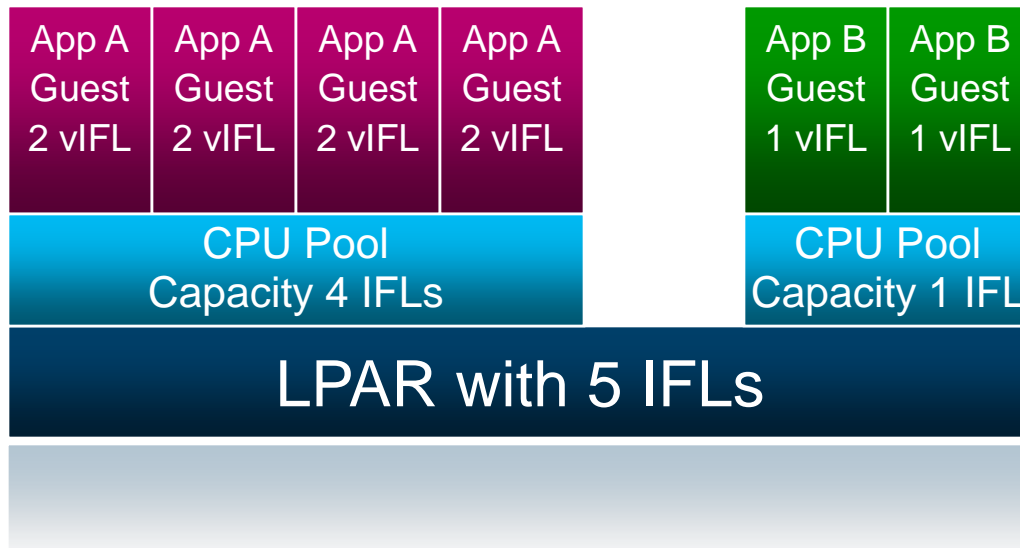 App A
Guest
2 vIFL
App A
Guest
2 vIFL
App A
Guest
2 vIFL
App A
Guest
2 vIFL
App B
Guest
1 vIFL
App B
Guest
1 vIFL
CPU Pool
Capacity 4 IFLs
CPU Pool
Capacity 1 IFL
LPAR with 5 IFLs